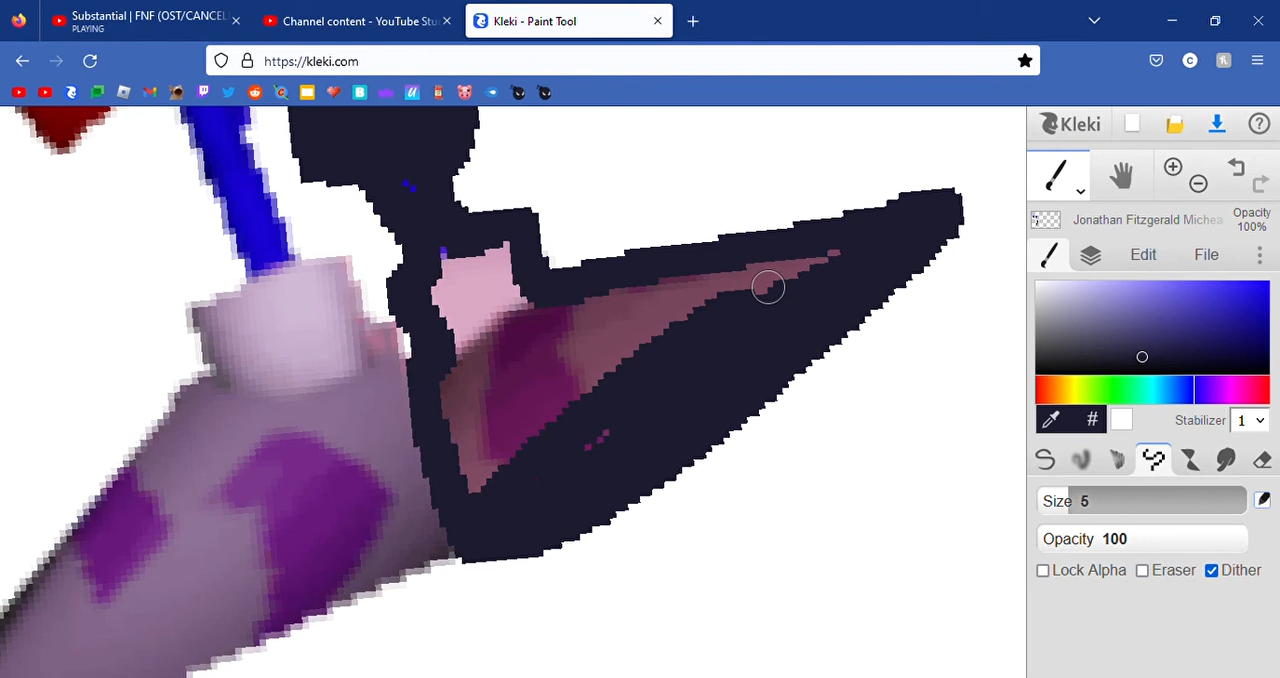 Substantial | FNF (OST/CANCEL
PLAYING
Channel content - YouTube Stu
Kleki - Paint Tool
https://kleki.com
Kleki
Jonathan Fitzgerald Michea
Opacity
100%
Edit
File
#
Stabilizer
1
Size 5
Opacity 100
Lock Alpha
Eraser
Dither